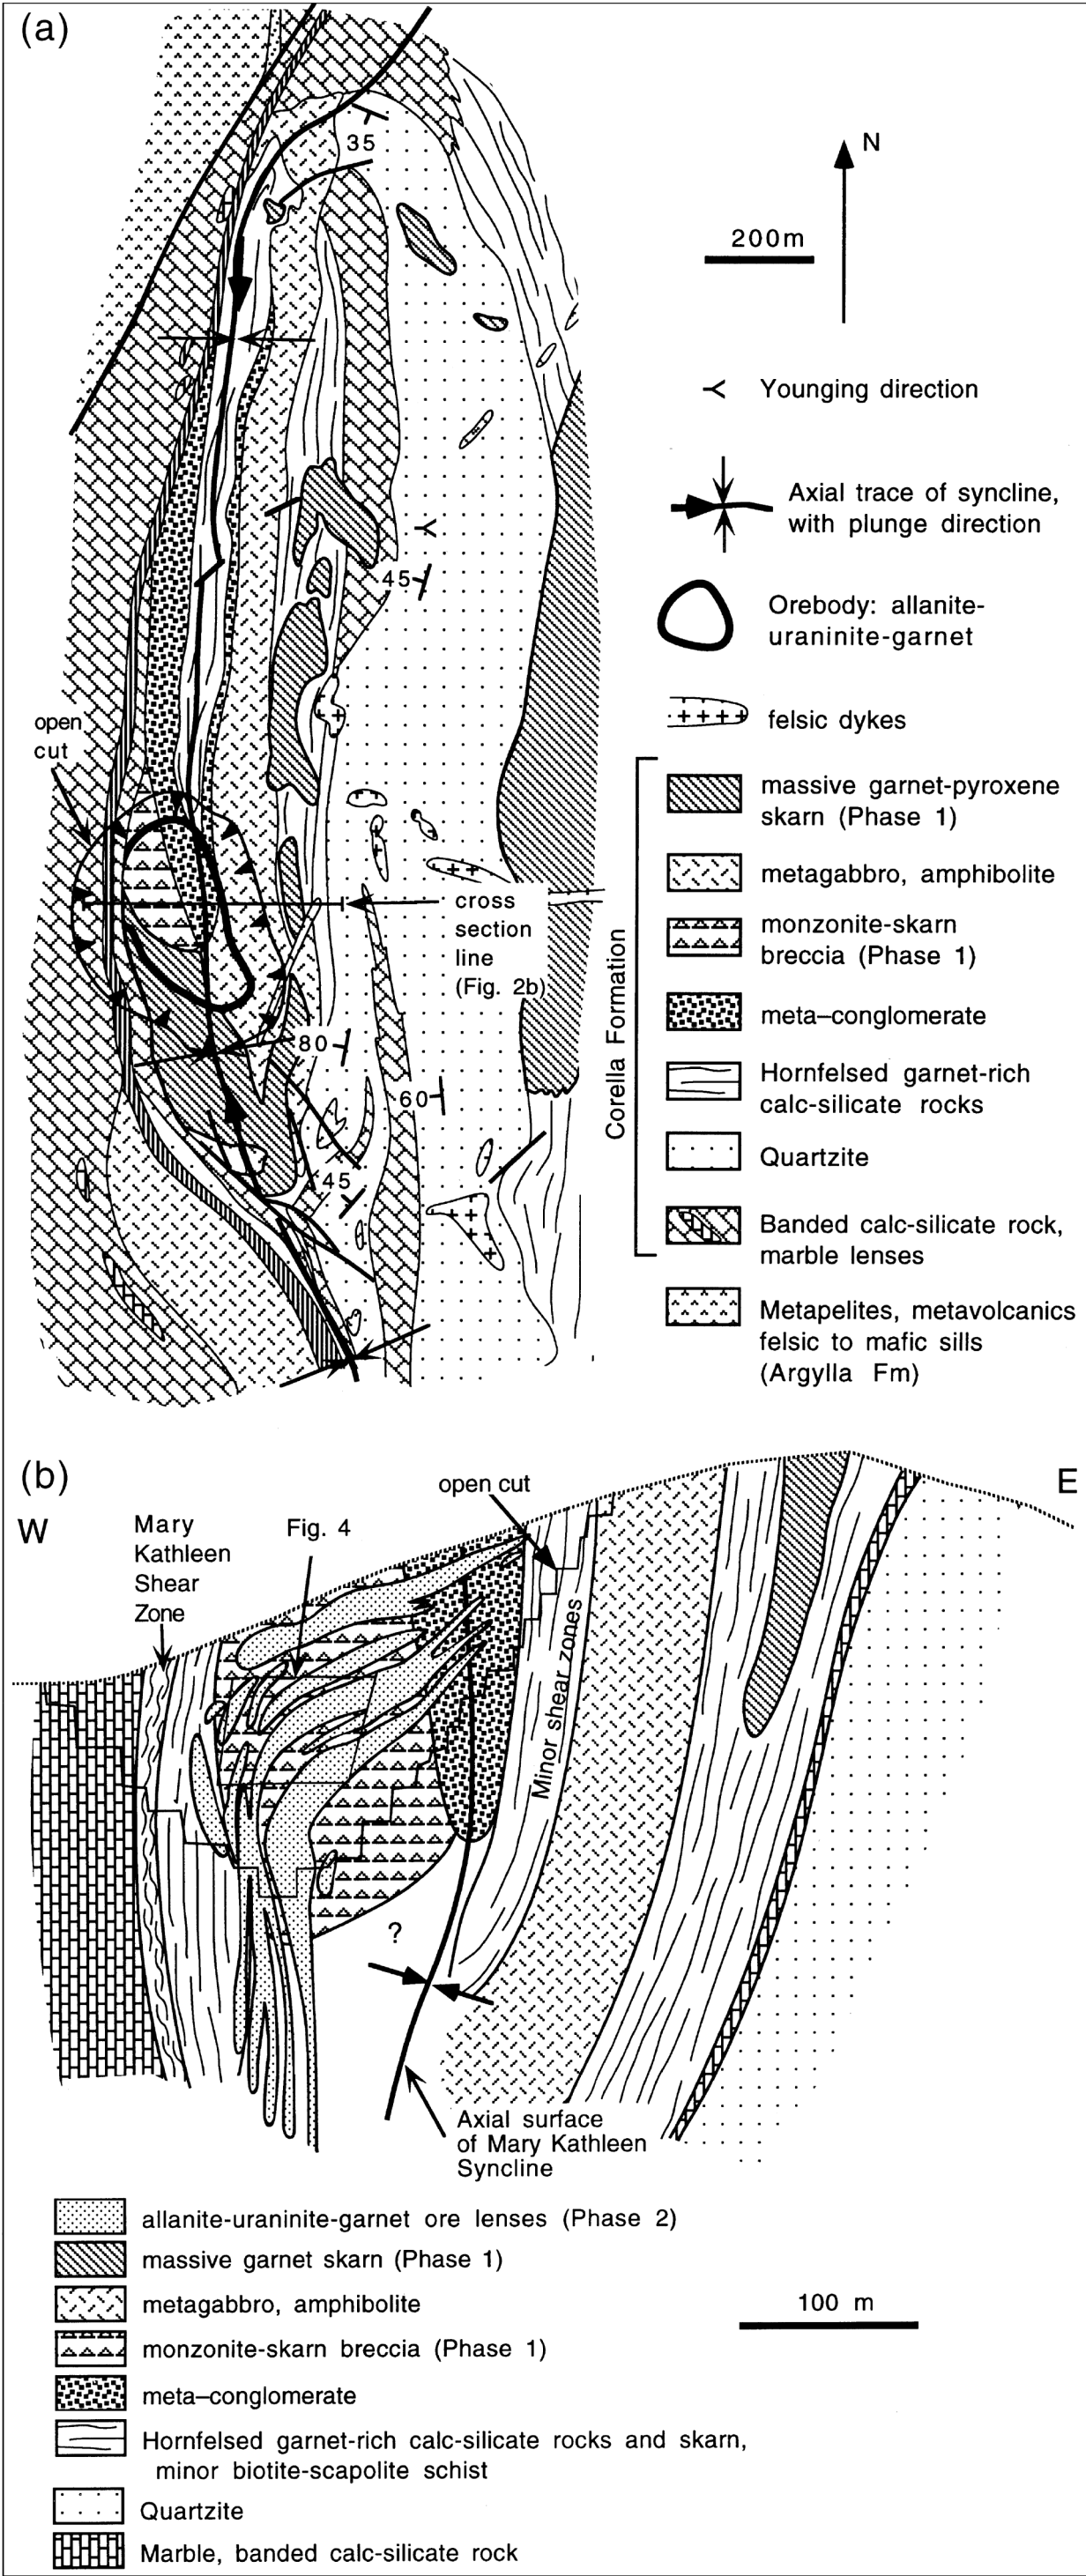 (a)
N
35
200m
Younging direction
Axial trace of syncline,
with plunge direction
45
Orebody: allanite-
uraninite-garnet
open
cut
felsic dykes
massive garnet-pyroxene
skarn (Phase 1)
metagabbro, amphibolite
cross
section
line
(Fig. 2b)
monzonite-skarn
breccia (Phase 1)
Corella Formation
meta–conglomerate
80
60
Hornfelsed garnet-rich
calc-silicate rocks
Quartzite
45
Banded calc-silicate rock,
marble lenses
Metapelites, metavolcanics
felsic to mafic sills
(Argylla Fm)
(b)
open cut
E
W
Mary
Kathleen
Shear
Zone
Fig. 4
Minor shear zones
?
Axial surface
of Mary Kathleen
Syncline
allanite-uraninite-garnet ore lenses (Phase 2)
massive garnet skarn (Phase 1)
metagabbro, amphibolite
100 m
monzonite-skarn breccia (Phase 1)
meta–conglomerate
Hornfelsed garnet-rich calc-silicate rocks and skarn,
minor biotite-scapolite schist
Quartzite
Marble, banded calc-silicate rock